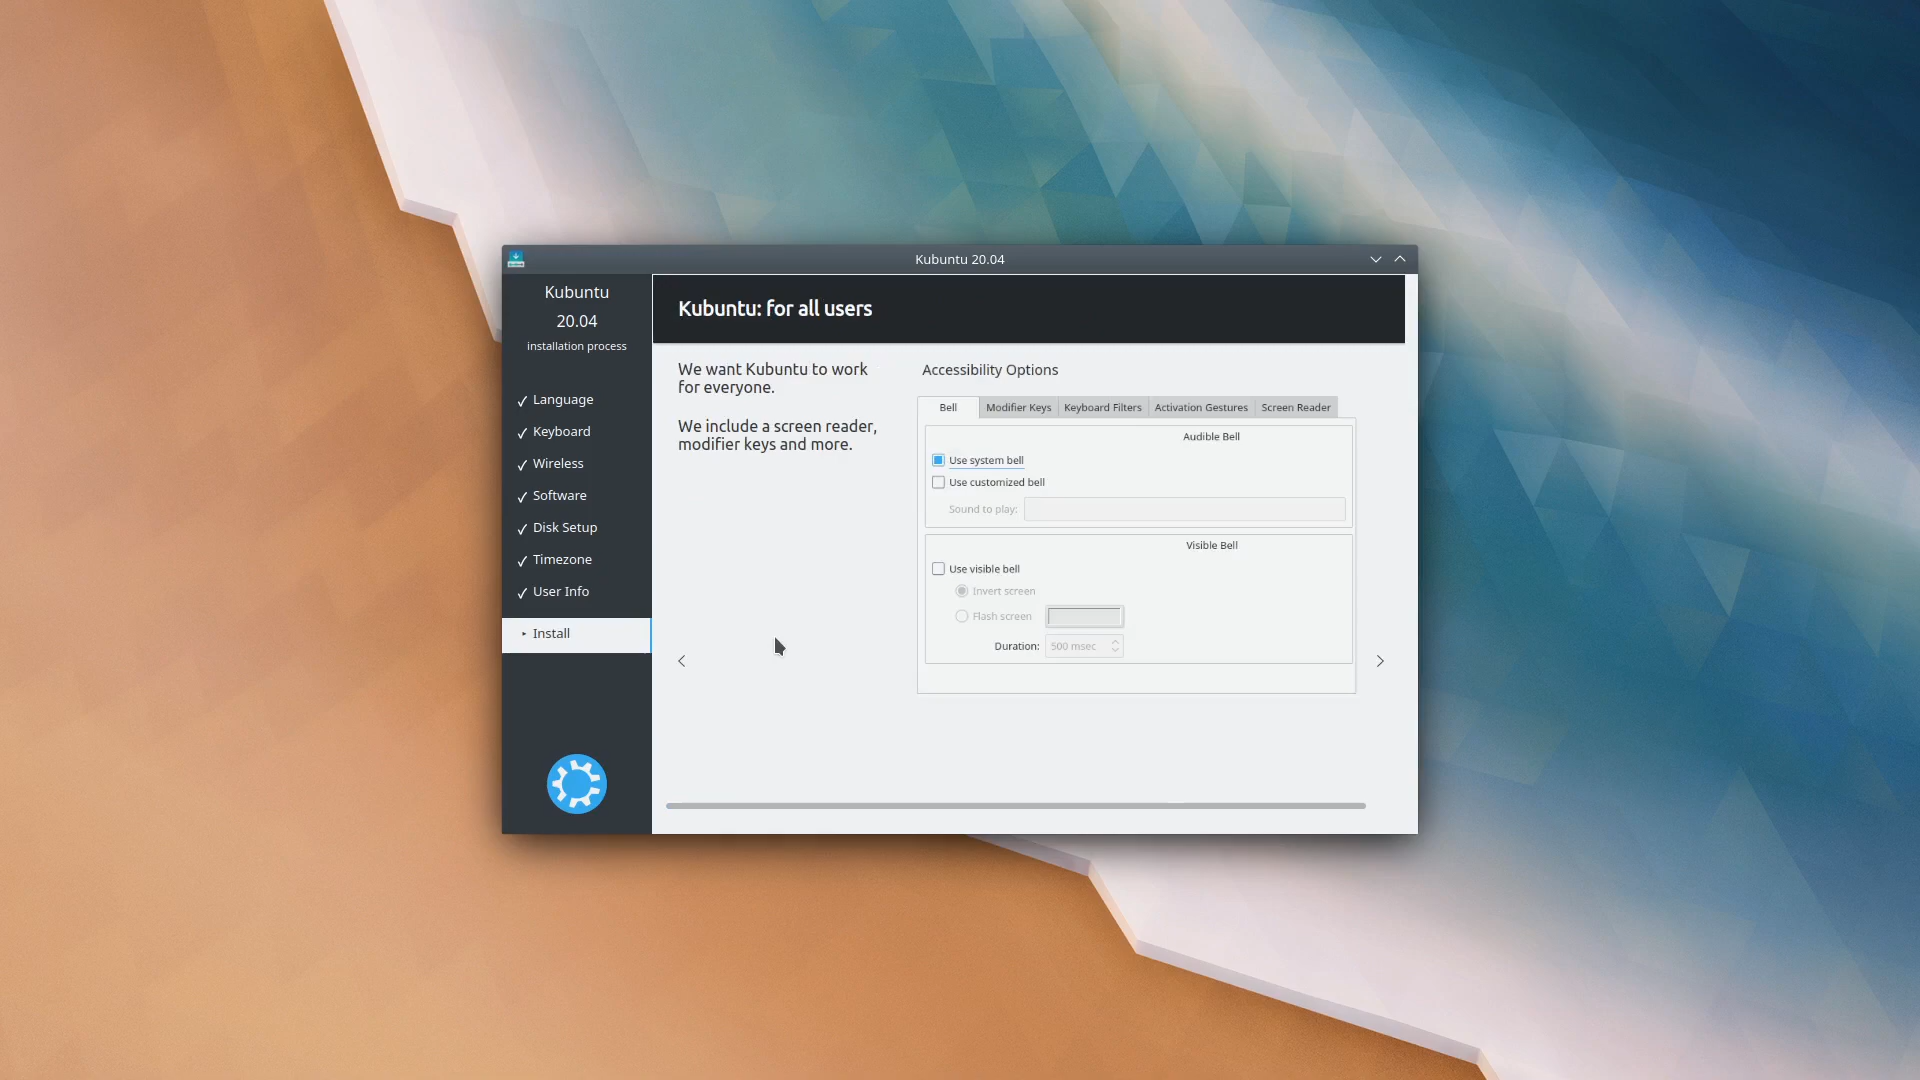 Kubuntu 20.04
Kubuntu
20.04
installation process
Language
Keyboard
Wireless
Software
Disk Setup
Timezone
User Info
Install
Kubuntu: for all users
We want Kubuntu to work
for everyone.
We include a screen reader,
modifier keys and more.
Accessibility Options
Bell Modifier Keys Keyboard Filters Activation Gestures Screen Reader
Audible Bell
Use system bell
Use customized bell
Sound to play:
Visible Bell
Use visible bell
Invert screen
Flash screen
Duration: 500 msec